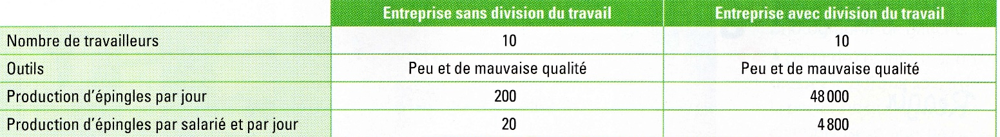 Entreprise sans division du travail Entreprise avec division du travail
Nombre de travailleurs 10 10
Outils Peu et de mauvaise qualité Peu et de mauvaise qualité
Production d'épingles par jour 200 48 000
Production d'épingles par salarié et par jour 20 4 800